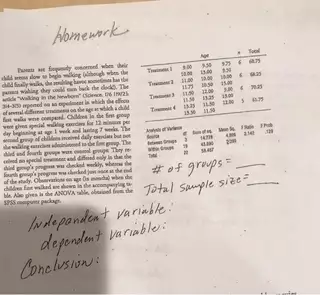 Homework
Parents are frequently concerned when their
child seems slow to begin walking (although when the
child finally walks, the resulting havoc sometimes has the
parents wishing they could turn back the clock!). The
article "Walking in the Newborn" (Science, 176 [1972],
314-315) reported on an experiment in which the effects
of several different treatments on the age at which a child
first walks were compared. Children in the first group
were given special walking exercises for 12 minutes per
day beginning at age 1 week and lasting 7 weeks. The
second group of children received daily exercises but not
the walking exercises administered to the first group. The
third and fourth groups were control groups: They re-
ceived no special treatment and differed only in that the
third group's progress was checked weekly, whereas the
fourth group's progress was checked just once at the end
of the study. Observations on age (in months) when the
children first walked are shown in the accompanying ta-
ble. Also given is the ANOVA table, obtained from the
SPSS computer package.
Age n Total
Treatment 1 9.00 9.50 9.75 6 60.75
10.00 13.00 9.50
Treatment 2 11.00 10.00 10.00 6
11.75 10.50 15.00
Treatment 3 11.50 12.00 9.00 6
11.50 13.25 13.00
Treatment 4 13.25 11.50 12.00 5 61.75
13.50 11.50
Analysis of Variance
Source df Sum of sq. Mean Sq. F Ratio F Prob
Between Groups 3 14.778 2.142 .129
Within Groups 19 43.690
Total 22 58.467
# of groups =
Total sample size =
Independent variable:
dependent variable:
Conclusion: